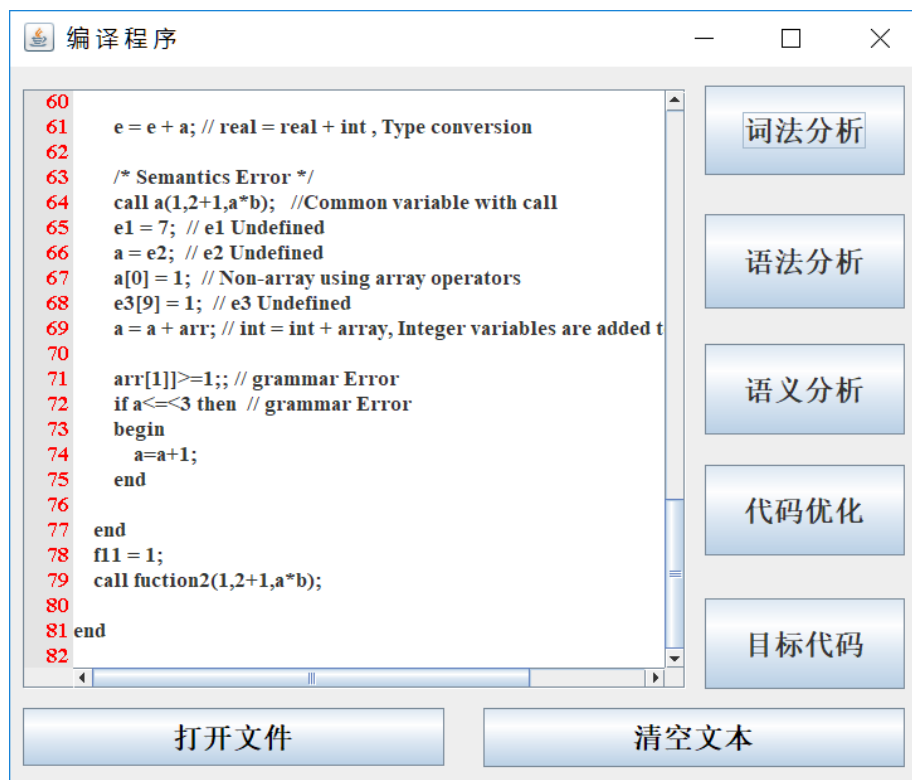 编译程序
60
61 e = e + a; // real = real + int , Type conversion
62
63 /* Semantics Error */
64 call a(1,2+1,a*b); //Common variable with call
65 e1 = 7; // e1 Undefined
66 a = e2; // e2 Undefined
67 a[0] = 1; // Non-array using array operators
68 e3[9] = 1; // e3 Undefined
69 a = a + arr; // int = int + array, Integer variables are added t
70
71 arr[1]]>=1;; // grammar Error
72 if a<=<3 then // grammar Error
73 begin
74 a=a+1;
75 end
76
77 end
78 f11 = 1;
79 call fuction2(1,2+1,a*b);
80
81 end
82
词法分析
语法分析
语义分析
代码优化
目标代码
打开文件
清空文本